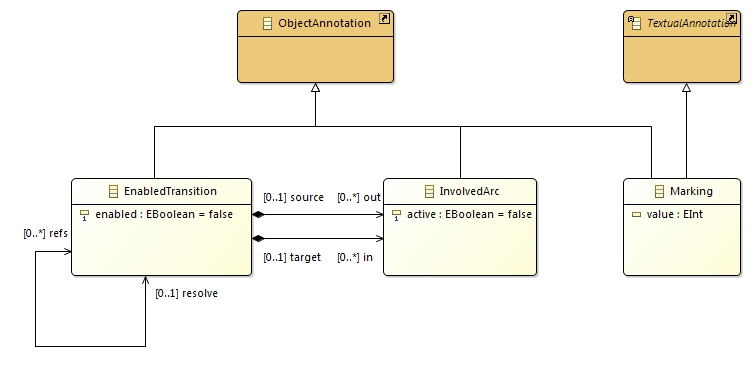 ObjectAnnotation
TextualAnnotation
EnabledTransition
enabled : EBoolean = false
[0..1] source
[0..*] out
InvolvedArc
active : EBoolean = false
Marking
value : EInt
[0..*] refs
[0..1] target
[0..*] in
[0..1] resolve